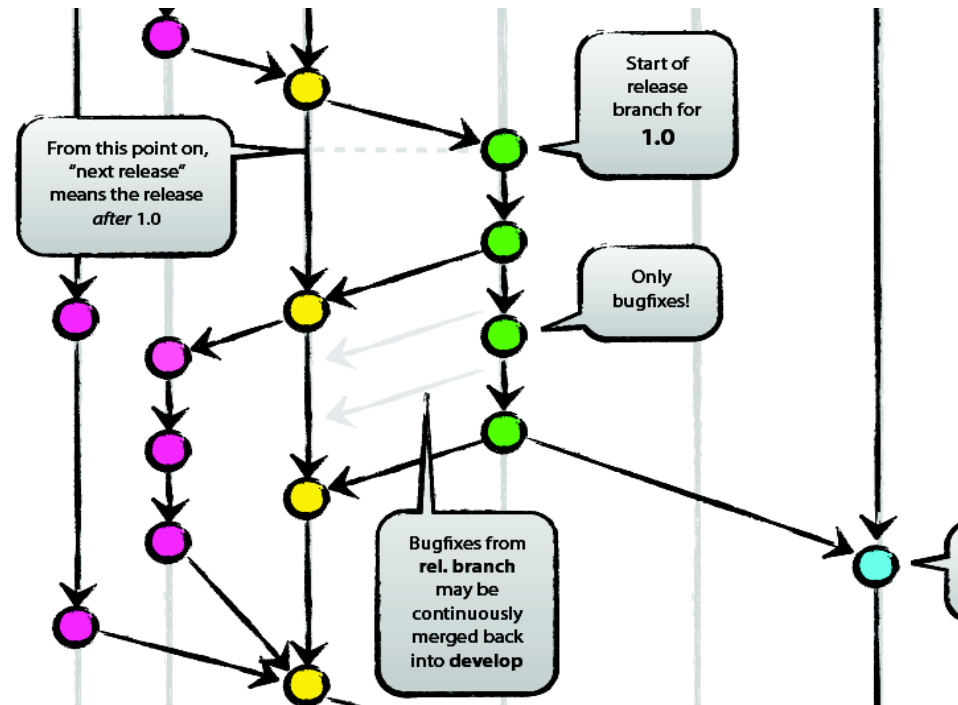 Start of
release
branch for
1.0
From this point on,
“next release”
means the release
after 1.0
Only
bugfixes!
Bugfixes from
rel. branch
may be
continuously
merged back
into develop